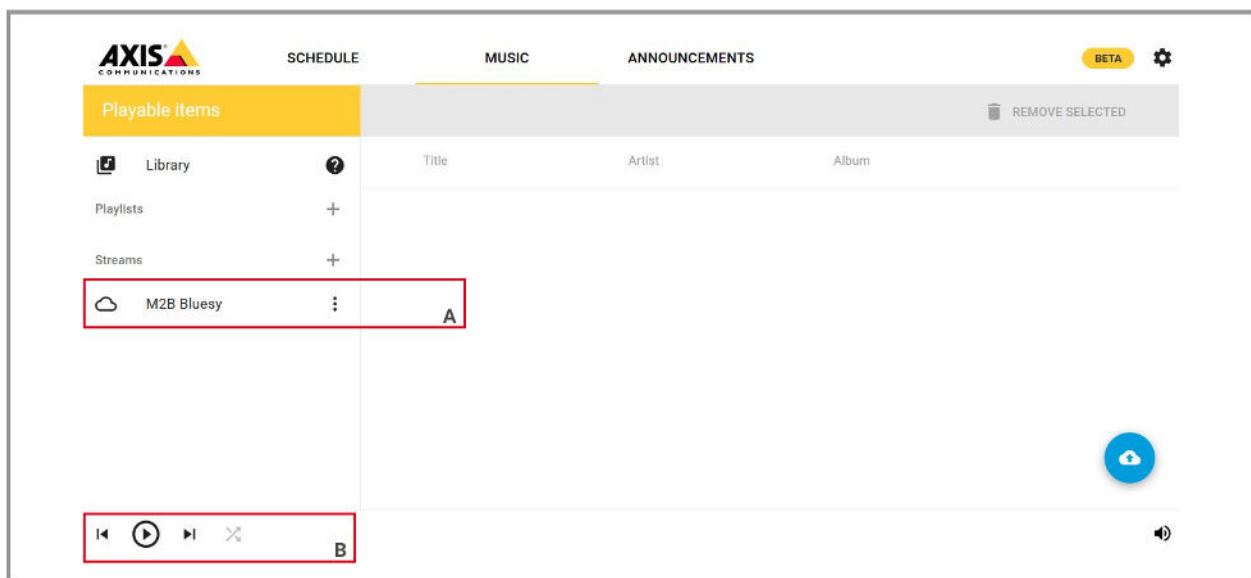 AXIS
COMMUNICATIONS
SCHEDULE MUSIC ANNOUNCEMENTS BETA
Playable items REMOVE SELECTED
Library Title Artist Album
Playlists
Streams
M2B Bluesy
A
B